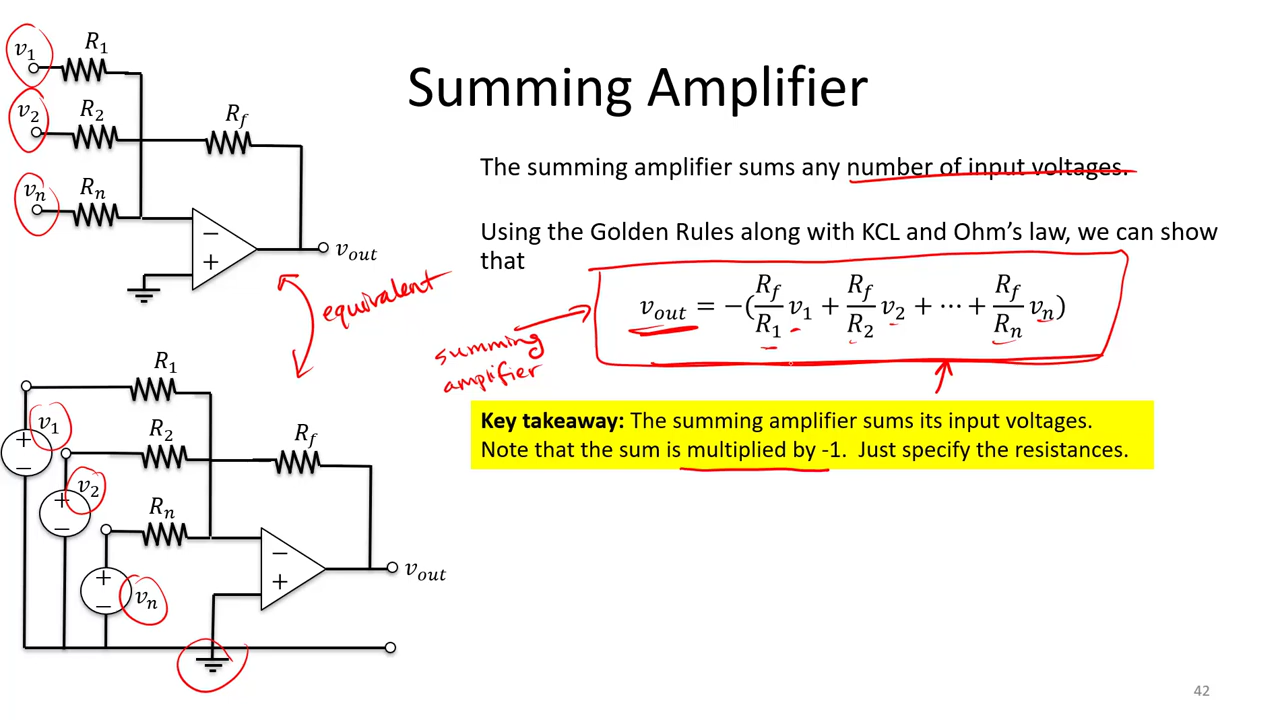 Summing Amplifier
The summing amplifier sums any number of input voltages.
Using the Golden Rules along with KCL and Ohm's law, we can show
that
v_out = −(R_f/R_1 v_1 + R_f/R_2 v_2 + ⋯ + R_f/R_n v_n)
summing
amplifier
equivalent
Key takeaway: The summing amplifier sums its input voltages.
Note that the sum is multiplied by -1. Just specify the resistances.
v_1
R_1
v_2
R_2
R_f
v_n
R_n
−
+
v_out
R_1
v_1
+
−
R_2
R_f
v_2
+
−
R_n
−
+
v_out
+
−
v_n
42